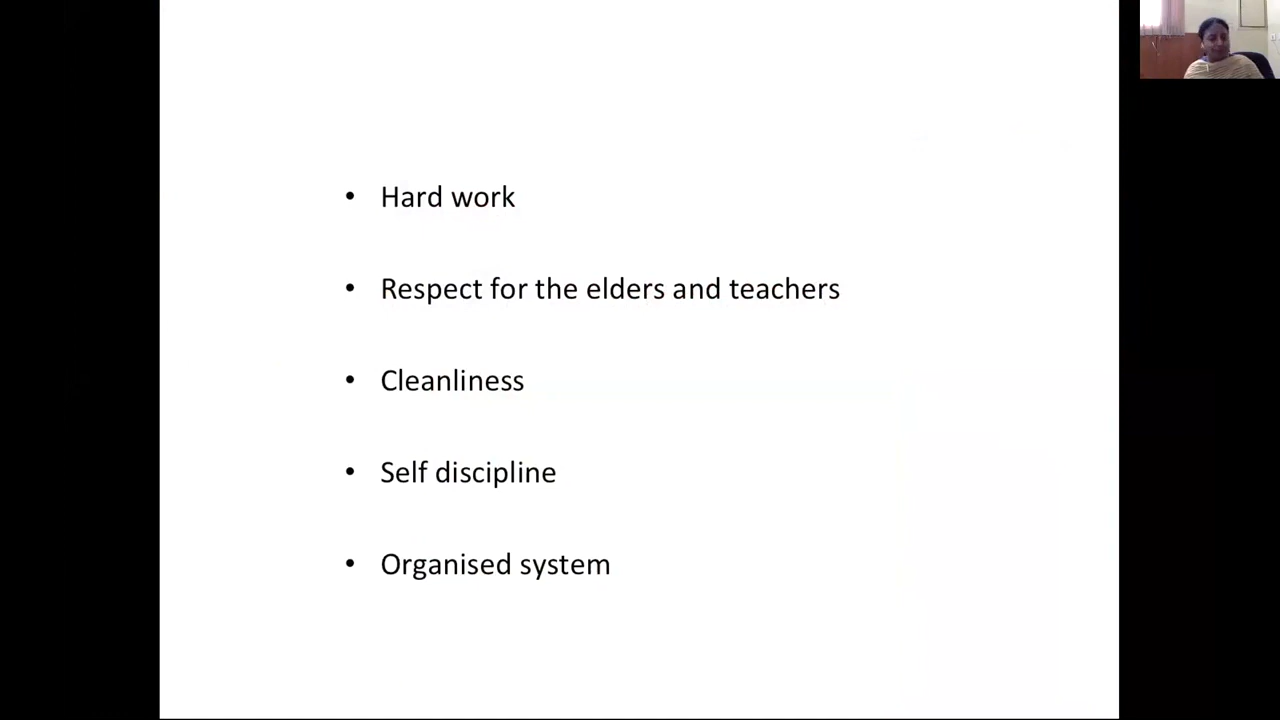 • Hard work
• Respect for the elders and teachers
• Cleanliness
• Self discipline
• Organised system